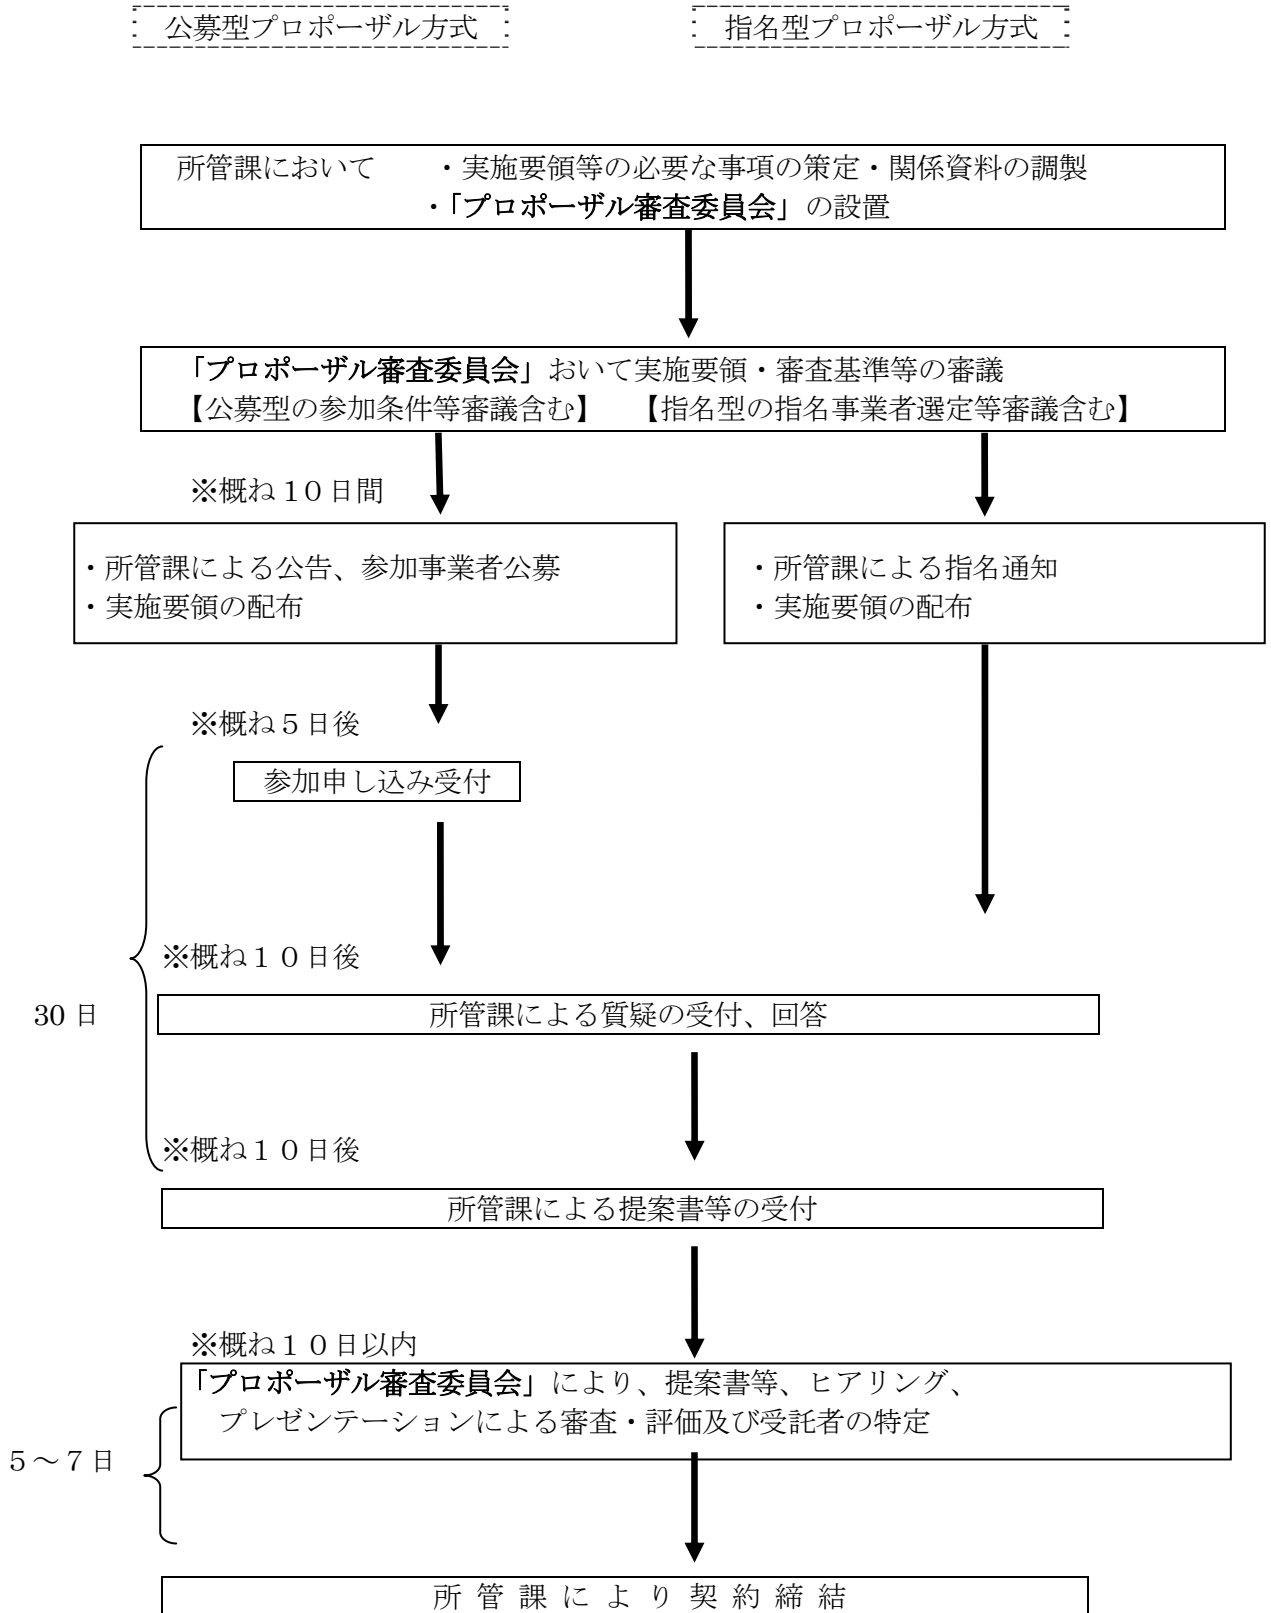 公募型プロポーザル方式
指名型プロポーザル方式
所管課において　　・実施要領等の必要な事項の策定・関係資料の調製
・「プロポーザル審査委員会」の設置
「プロポーザル審査委員会」おいて実施要領・審査基準等の審議
【公募型の参加条件等審議含む】　【指名型の指名事業者選定等審議含む】
※概ね１０日間
・所管課による公告、参加事業者公募
・実施要領の配布
・所管課による指名通知
・実施要領の配布
※概ね５日後
参加申し込み受付
※概ね１０日後
30 日
所管課による質疑の受付、回答
※概ね１０日後
所管課による提案書等の受付
※概ね１０日以内
「プロポーザル審査委員会」により、提案書等、ヒアリング、
プレゼンテーションによる審査・評価及び受託者の特定
５～７日
所 管 課 に よ り 契 約 締 結